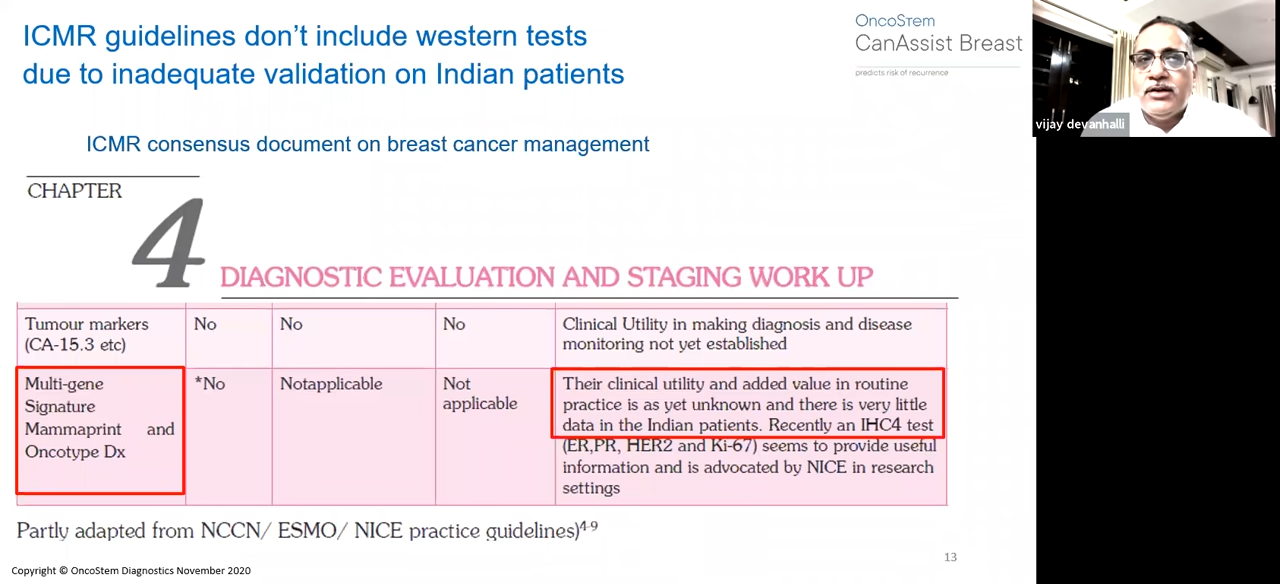 ICMR guidelines don’t include western tests
due to inadequate validation on Indian patients
OncoSTem
CanAssist Breast
predicts risk of recurrence
vijay devanhalli
ICMR consensus document on breast cancer management
CHAPTER
4
DIAGNOSTIC EVALUATION AND STAGING WORK UP
Tumour markers
(CA-15.3 etc)
No
No
No
Clinical Utility in making diagnosis and disease
monitoring not yet established
Multi-gene
Signature
Mammaprint and
Oncotype Dx
*No
Notapplicable
Not
applicable
Their clinical utility and added value in routine
practice is as yet unknown and there is very little
data in the Indian patients. Recently an IHC4 test
(ER,PR, HER2 and Ki-67) seems to provide useful
information and is advocated by NICE in research
settings
Partly adapted from NCCN/ ESMO/ NICE practice guidelines)4-9
13
Copyright © OncoStem Diagnostics November 2020